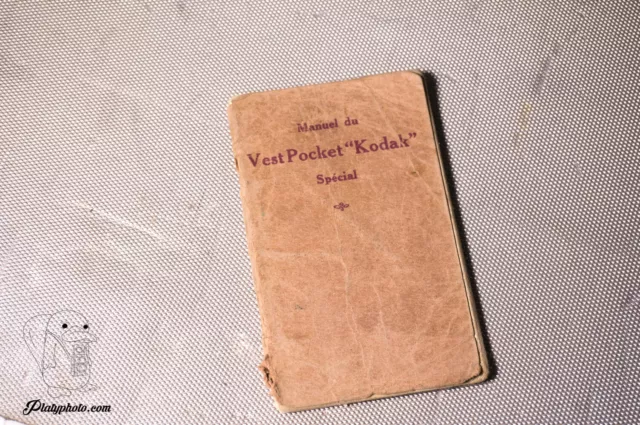 Manuel du
Vest Pocket “Kodak”
Spécial
Platyphoto.com